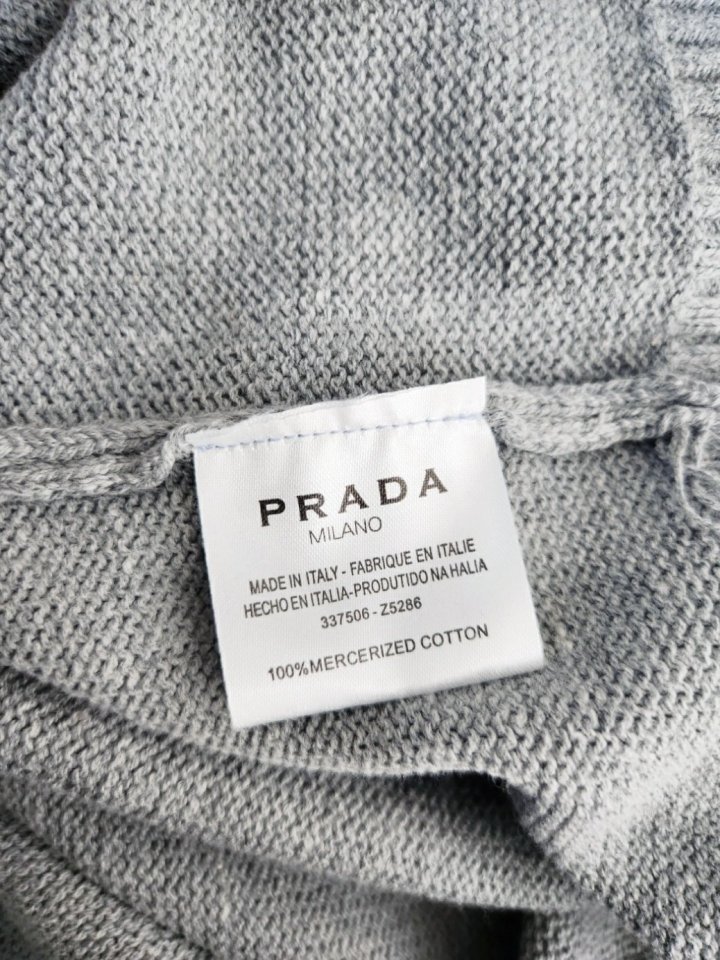 PRADA
MILANO
MADE IN ITALY - FABRIQUE EN ITALIE
HECHO EN ITALIA-PRODUTIDO NA HALIA
337506 - Z5286
100%MERCERIZED COTTON